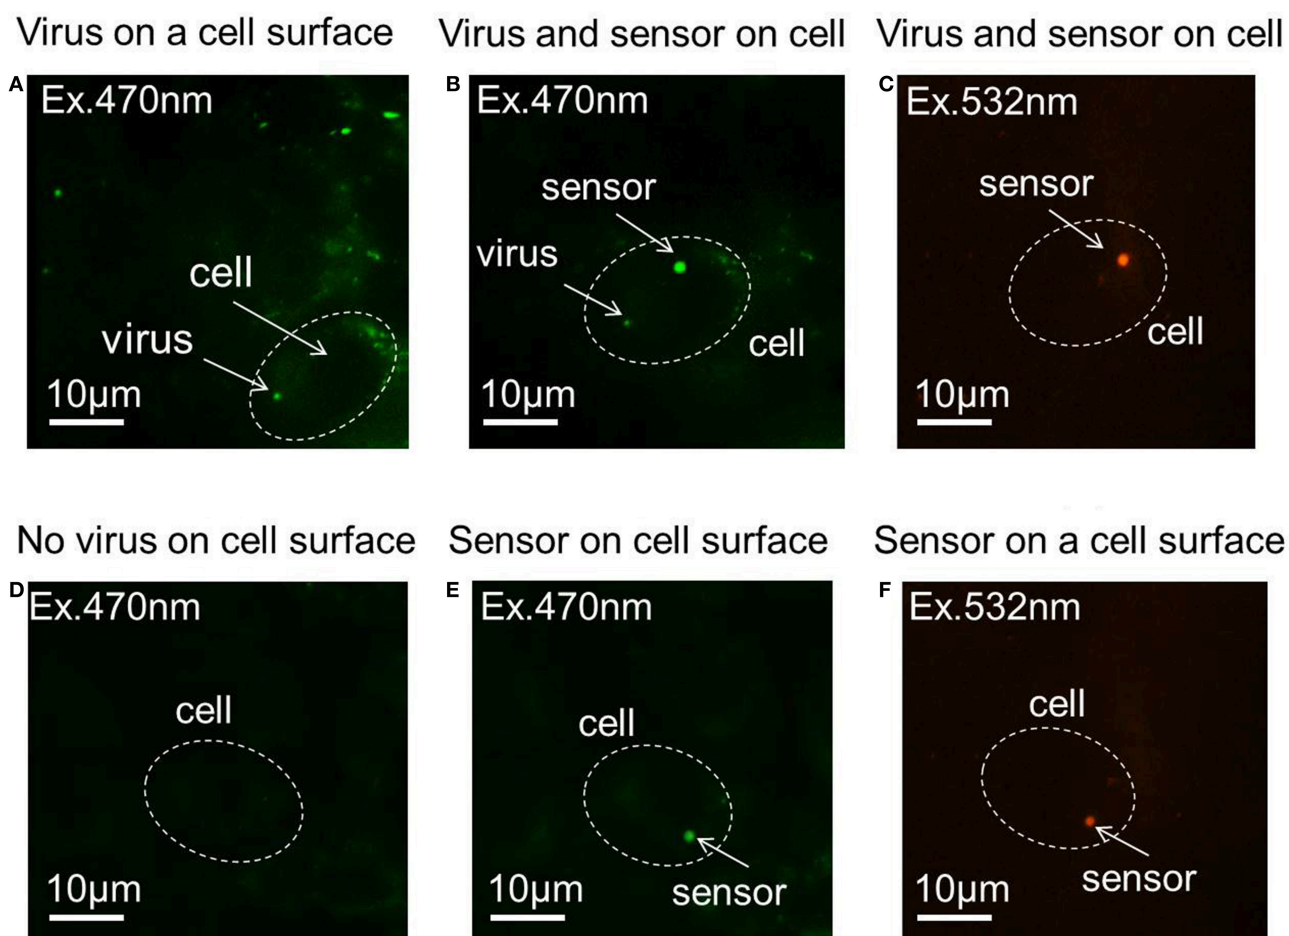 Virus on a cell surface
Virus and sensor on cell
Virus and sensor on cell
A
Ex.470nm
cell
virus
10μm
B
Ex.470nm
sensor
virus
cell
10μm
C
Ex.532nm
sensor
cell
10μm
No virus on cell surface
Sensor on cell surface
Sensor on a cell surface
D
Ex.470nm
cell
10μm
E
Ex.470nm
cell
sensor
10μm
F
Ex.532nm
cell
sensor
10μm